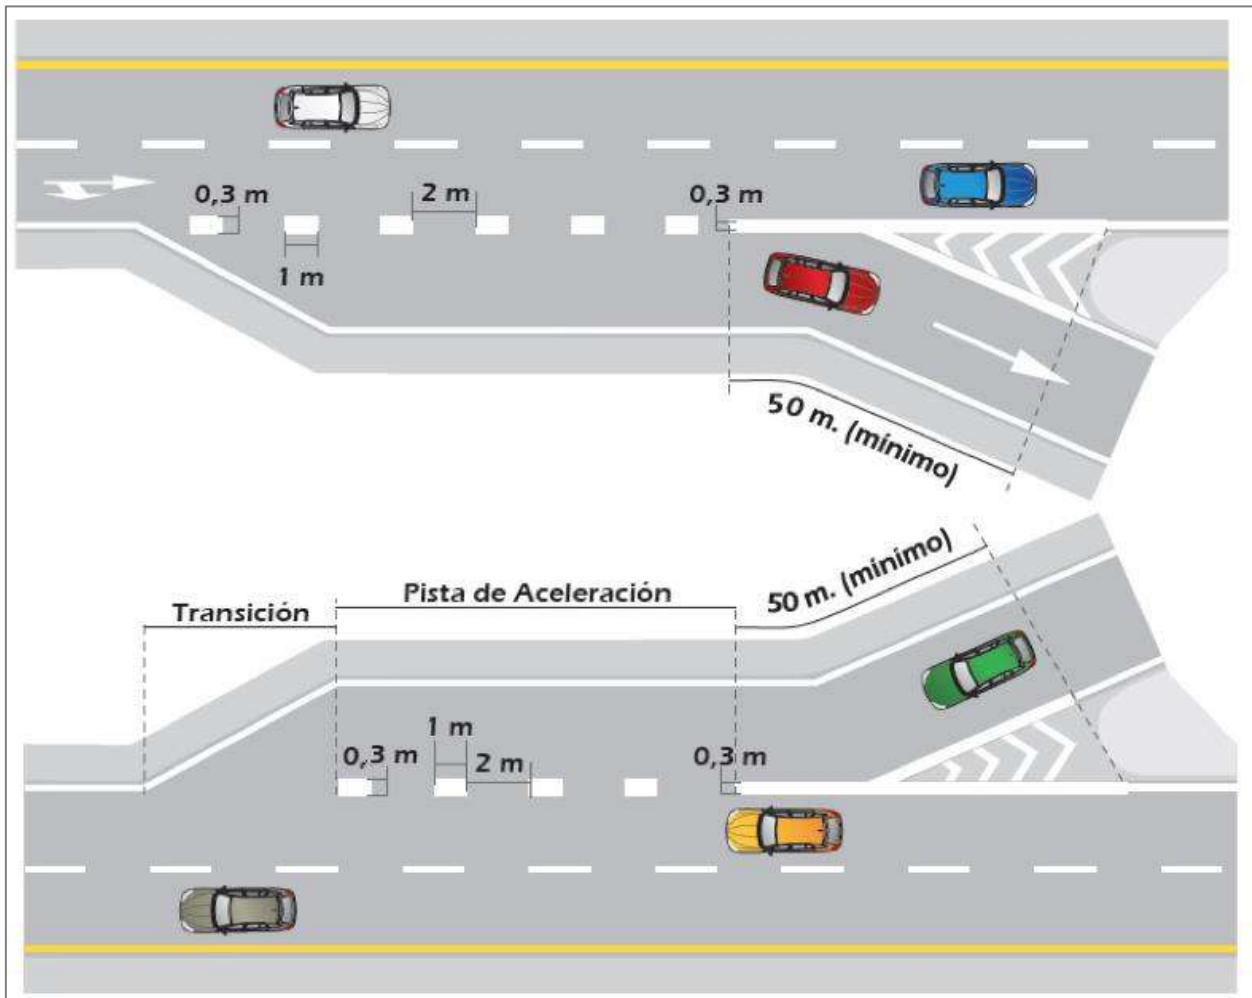 0,3 m
2 m
0,3 m
1 m
50 m. (mínimo)
50 m. (mínimo)
Pista de Aceleración
Transición
1 m
0,3 m
2 m
0,3 m